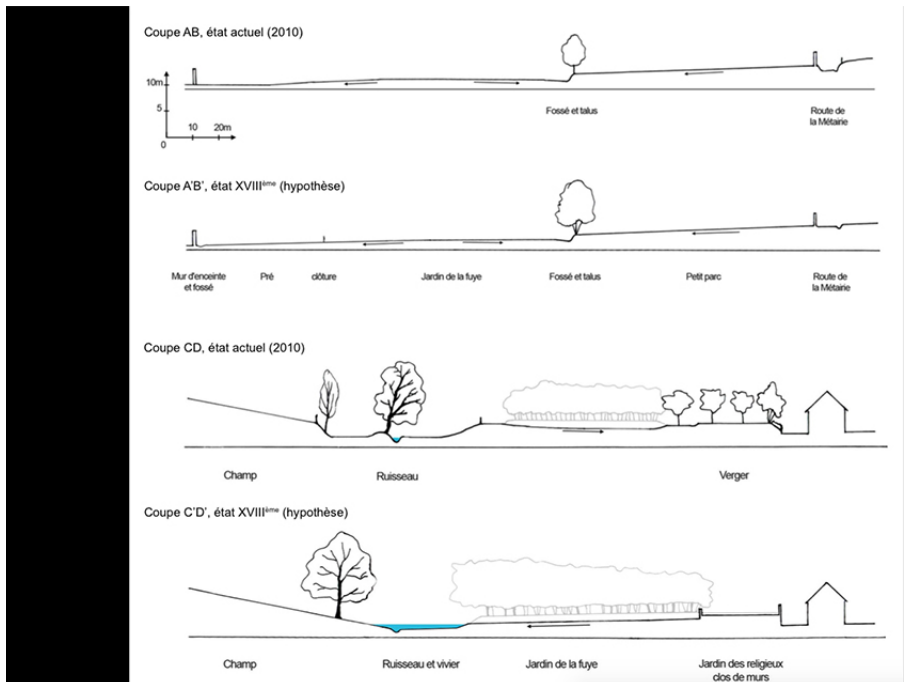 Coupe AB, état actuel (2010)
10m
5
10 20m
0
Fossé et talus
Route de
la Métairie
Coupe A'B', état XVIIIème (hypothèse)
Mur d'enceinte
et fossé
Pré
clôture
Jardin de la fuye
Fossé et talus
Petit parc
Route de
la Métairie
Coupe CD, état actuel (2010)
Champ
Ruisseau
Verger
Coupe C'D', état XVIIIème (hypothèse)
Champ
Ruisseau et vivier
Jardin de la fuye
Jardin des religieux
clos de murs